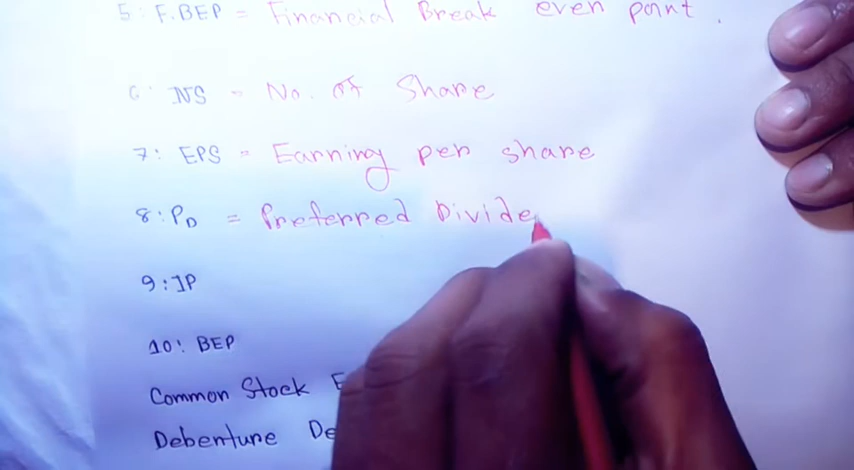 5: F.BEP = Financial Break even point.
6: NS = No. of Share
7: EPS = Earning per share
8: PD = Preferred Divide
9: IP
10: BEP
Common Stock E
Debenture De